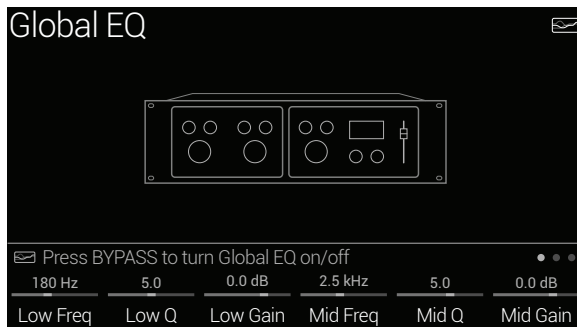 Global EQ
Press BYPASS to turn Global EQ on/off
180 Hz 5.0 0.0 dB 2.5 kHz 5.0 0.0 dB
Low Freq Low Q Low Gain Mid Freq Mid Q Mid Gain